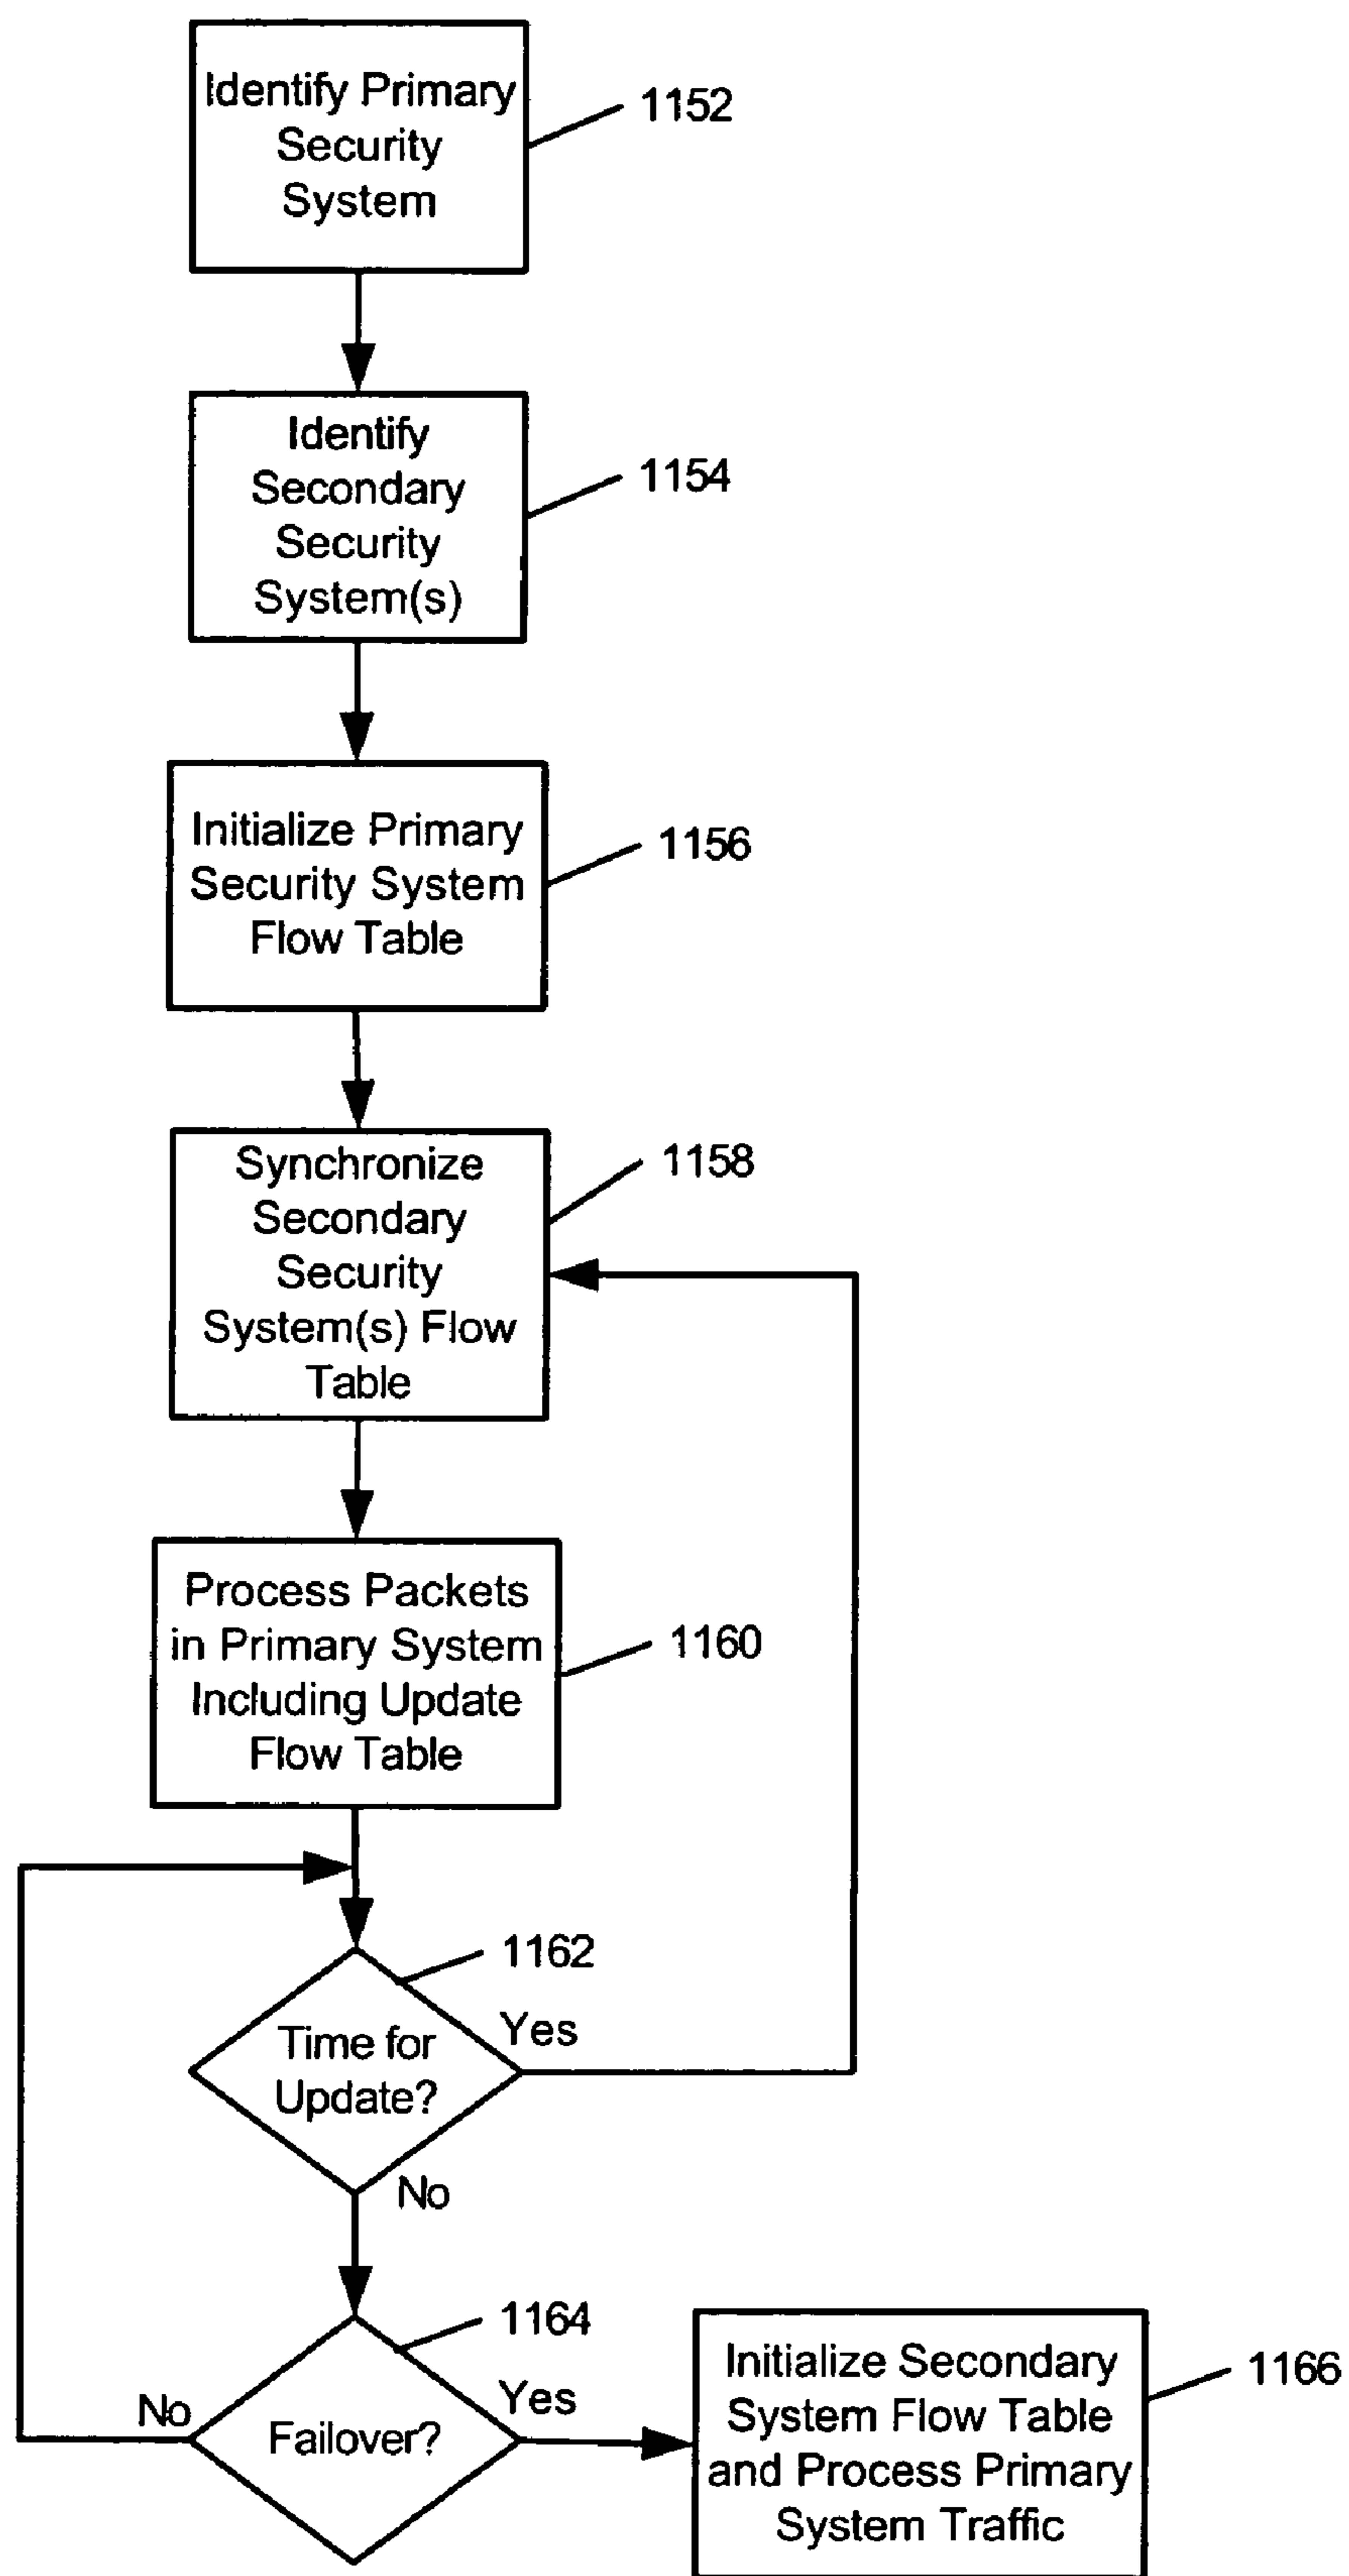 Identify Primary
Security
System
1152
Identify
Secondary
Security
System(s)
1154
Initialize Primary
Security System
Flow Table
1156
Synchronize
Secondary
Security
System(s) Flow
Table
1158
Process Packets
in Primary System
Including Update
Flow Table
1160
1162
Time for
Update?
Yes
No
1164
Failover?
No
Yes
Initialize Secondary
System Flow Table
and Process Primary
System Traffic
1166